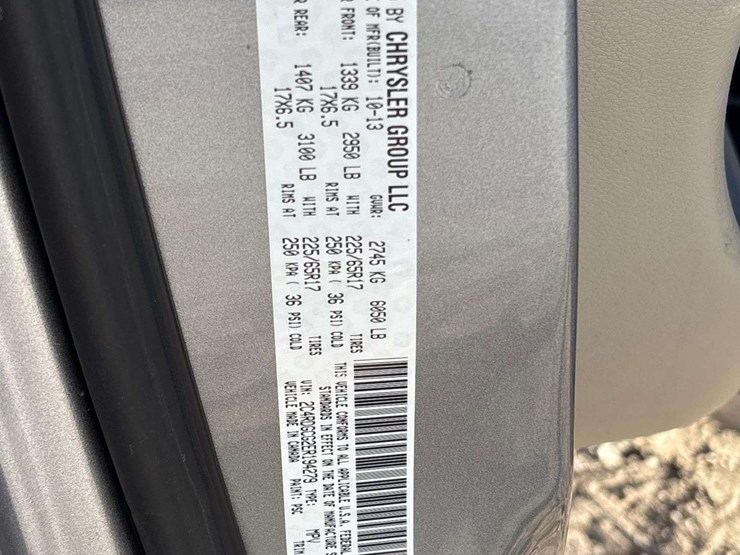 BY CHRYSLER GROUP LLC
OF MFR(BUILT): 10-13 GVWR: 2745 KG 6050 LB
FRONT: 1339 KG 2950 LB WITH 225/65R17 TIRES
17X6.5 RIMS AT 250 KPA ( 36 PSI) COLD
R REAR: 1407 KG 3100 LB WITH 225/65R17 TIRES
17X6.5 RIMS AT 250 KPA ( 36 PSI) COLD
THIS VEHICLE CONFORMS TO ALL APPLICABLE U.S.A. FEDERAL
STANDARDS IN EFFECT ON THE DATE OF MANUFACTURE S
VIN: 2C4RDGCG2ER194279 TYPE: MPV
VEHICLE MADE IN CANADA PAINT: PSC TRIM